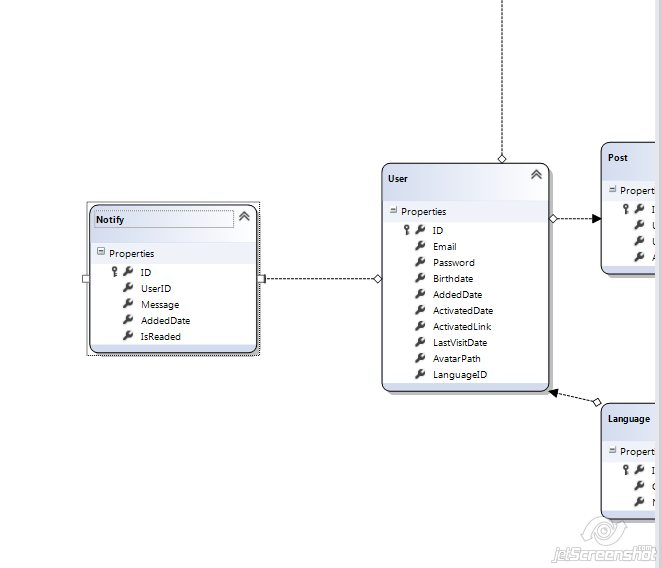 Notify
Properties
ID
UserID
Message
AddedDate
IsReaded
User
Properties
ID
Email
Password
Birthdate
AddedDate
ActivatedDate
ActivatedLink
LastVisitDate
AvatarPath
LanguageID
Post
Language
jetScreenshot
.com